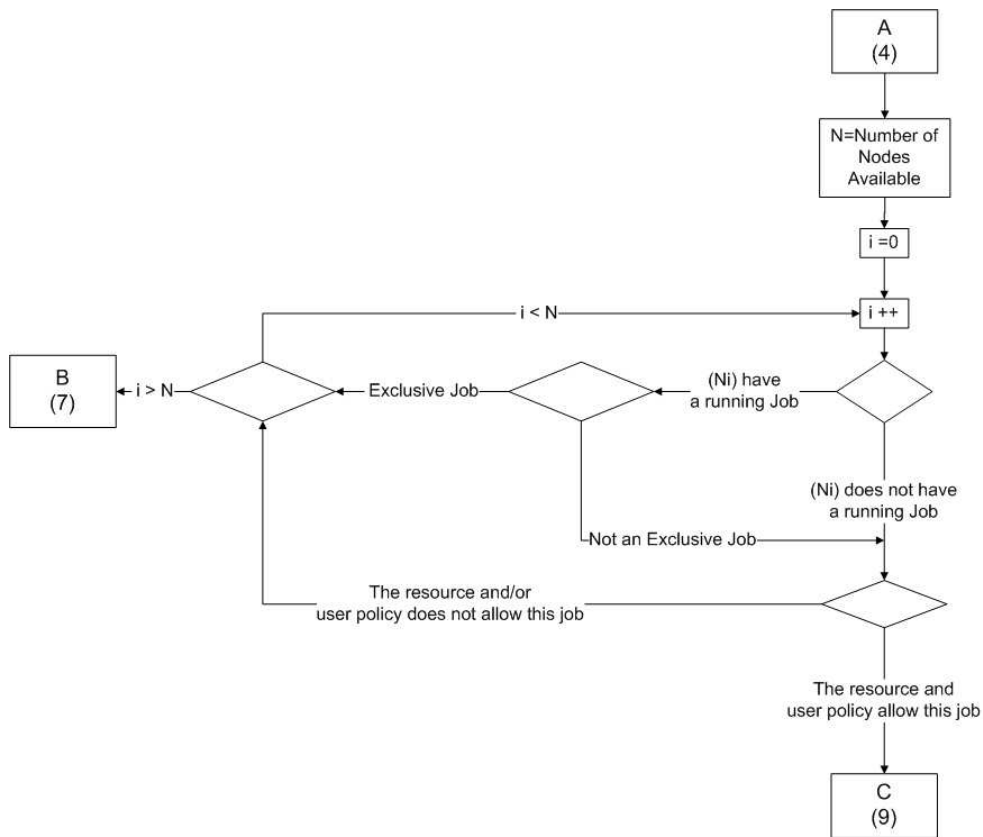 A
(4)
N=Number of
Nodes
Available
i =0
i < N
i ++
B
(7)
i > N
Exclusive Job
(Ni) have
a running Job
(Ni) does not have
a running Job
Not an Exclusive Job
The resource and/or
user policy does not allow this job
The resource and
user policy allow this job
C
(9)